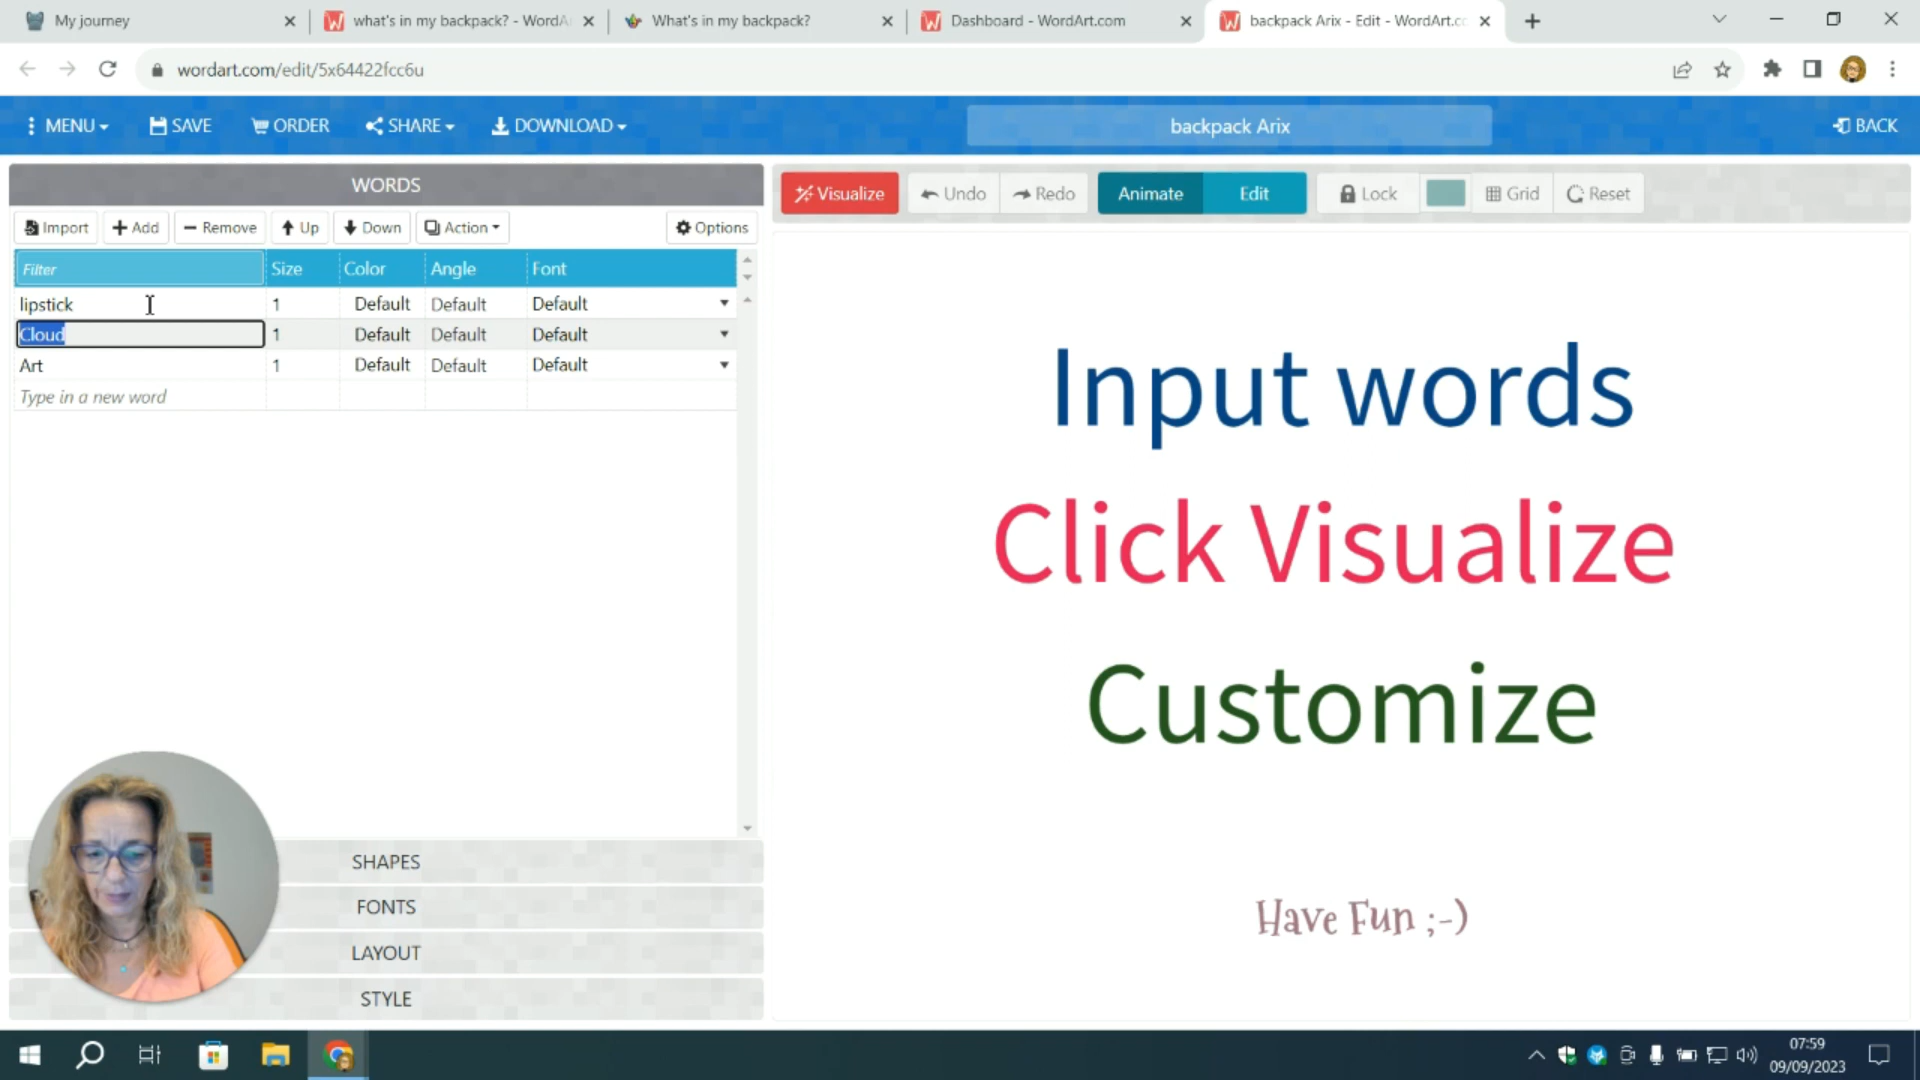 My journey
what's in my backpack? - WordA
What's in my backpack?
Dashboard - WordArt.com
backpack Arix - Edit - WordArt.cc
wordart.com/edit/5x64422fcc6u
MENU
SAVE
ORDER
SHARE
DOWNLOAD
backpack Arix
BACK
WORDS
Import
Add
Remove
Up
Down
Action
Options
Visualize
Undo
Redo
Animate
Edit
Lock
Grid
Reset
Filter Size Color Angle Font
lipstick 1 Default Default Default
Cloud 1 Default Default Default
Art 1 Default Default Default
Type in a new word
Input words
Click Visualize
Customize
Have Fun ;-)
SHAPES
FONTS
LAYOUT
STYLE
07:59
09/09/2023